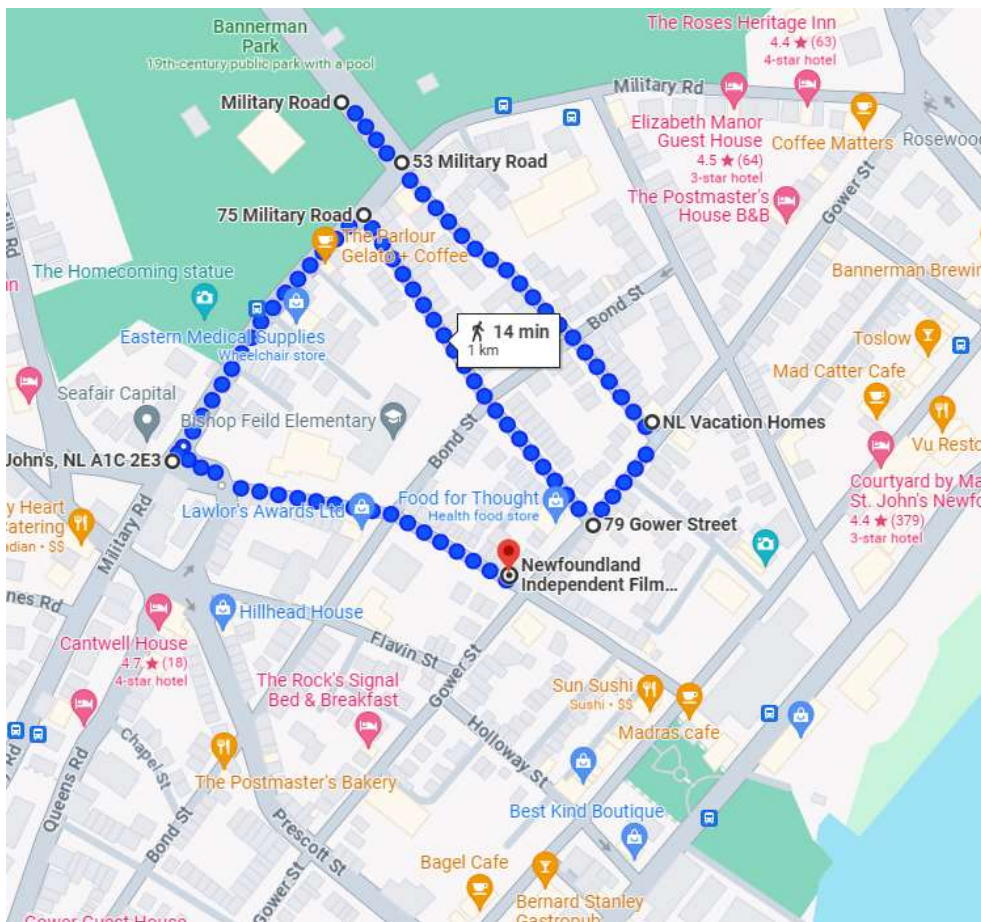 The Roses Heritage Inn
4.4 ★ (63)
4-star hotel
Bannerman
Park
19th-century public park with a pool
Military Rd
Military Road
Elizabeth Manor
Guest House
4.5 ★ (64)
3-star hotel
Coffee Matters
Rosewood
53 Military Road
The Postmaster's
House B&B
Gower St
75 Military Road
The Parlour
Gelato + Coffee
The Homecoming statue
Bannerman Brewin
Bond St
Eastern Medical Supplies
Wheelchair store
14 min
1 km
Toslow
Mad Catter Cafe
Seafair Capital
Bishop Feild Elementary
NL Vacation Homes
Vu Resto
Bond St
John's, NL A1C 2E3
Courtyard by Ma
St. John's Newfo
4.4 ★ (379)
3-star hotel
Food for Thought
Health food store
Lawlor's Awards Ltd
79 Gower Street
y Heart
atering
dian • $$
Military Rd
Newfoundland
Independent Film...
nes Rd
Hillhead House
Cantwell House
4.7 ★ (18)
4-star hotel
Flavin St
Gower St
The Rock's Signal
Bed & Breakfast
Sun Sushi
Sushi • $$
Madras cafe
Holloway St
Queens Rd
Chapel St
The Postmaster's Bakery
Bond St
Prescott St
Best Kind Boutique
Bagel Cafe
Gower St
Bernard Stanley
Gastropub
Gower Guest House